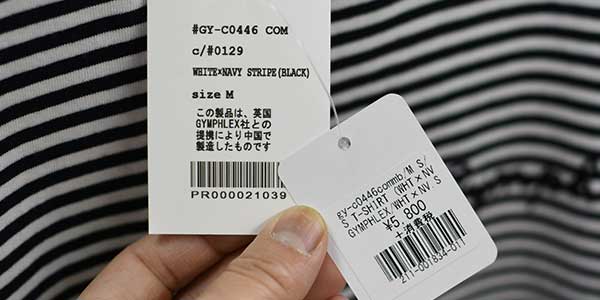 #GY-C0446 COM
c/#0129
WHITE×NAVY STRIPE(BLACK)
size M
この製品は、英国
GYMPHLEX社との
提携により中国で
製造したものです
PR000021039
gy-c0446commb/M S/
S T-SHIRT (WHT×NV
GYMPHLEX/WHT×NV/S
¥5,800
+消費税
211-001834-011